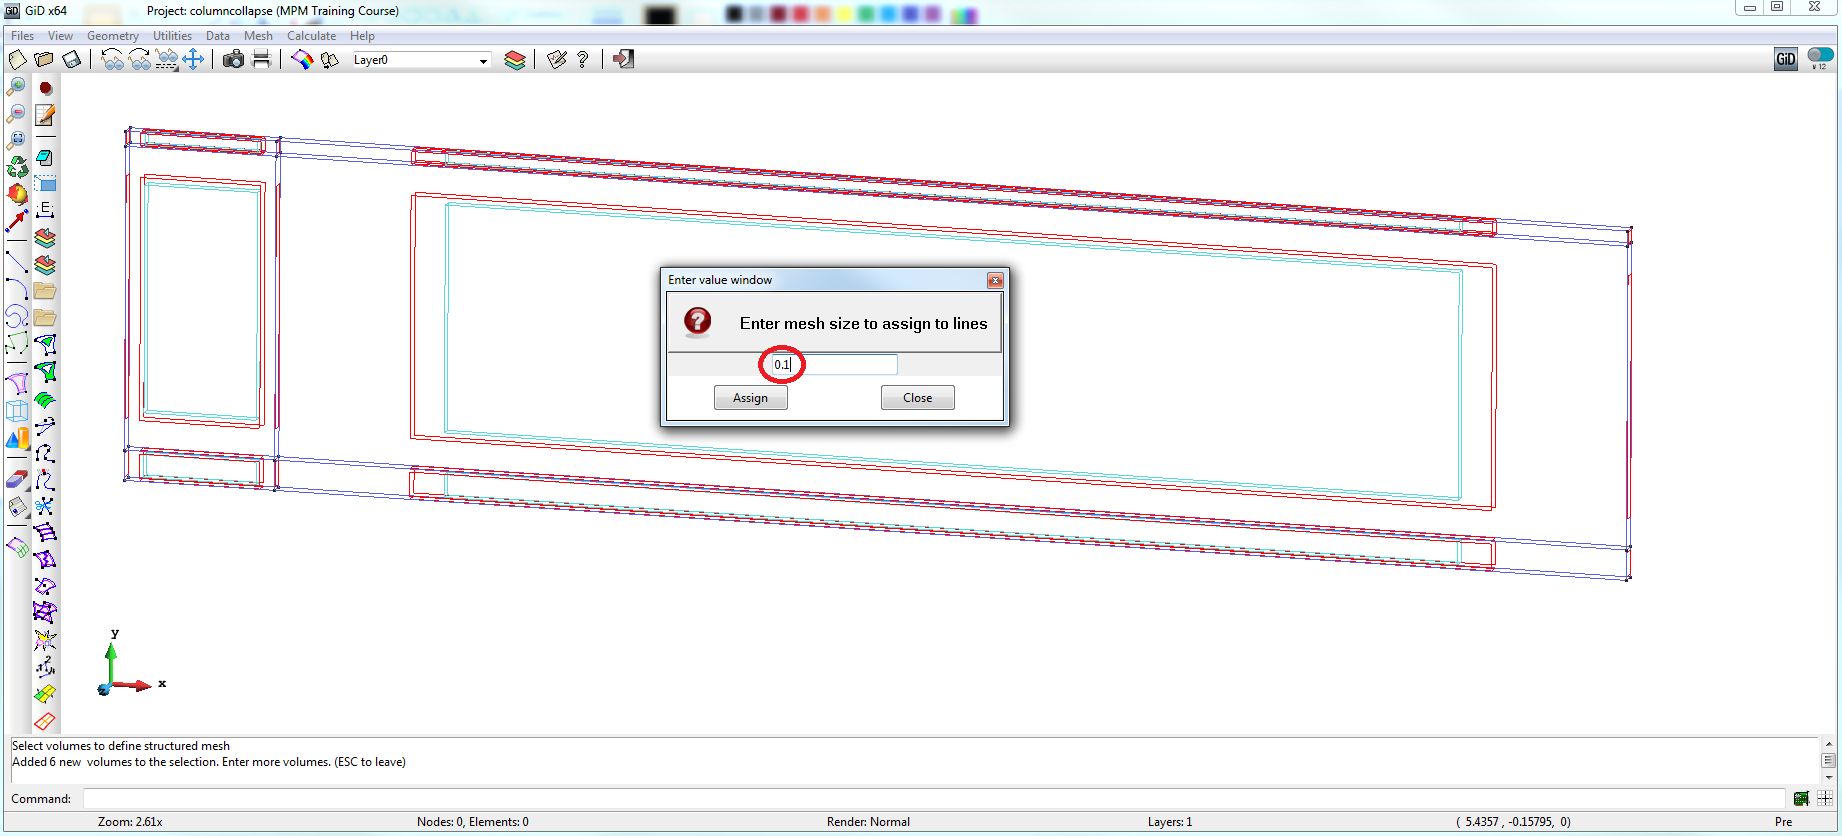 GiD x64 Project: columncollapse (MPM Training Course)
Files View Geometry Utilities Data Mesh Calculate Help
Layer0
GiD
# 12
E
2
Enter value window
Enter mesh size to assign to lines
0.1
Assign Close
y
x
Select volumes to define structured mesh
Added 6 new volumes to the selection. Enter more volumes. (ESC to leave)
Command:
Zoom: 2.61x Nodes: 0, Elements: 0 Render: Normal Layers: 1 ( 5.4357 , -0.15795, 0) Pre